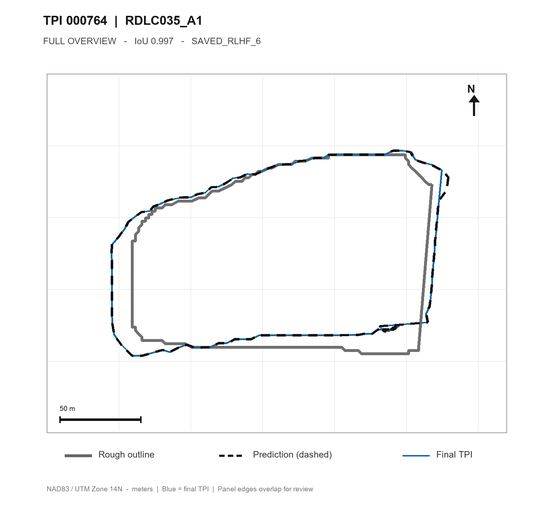 TPI 000764 | RDLC035_A1
FULL OVERVIEW - IoU 0.997 - SAVED_RLHF_6
N
50 m
Rough outline
Prediction (dashed)
Final TPI
NAD83 / UTM Zone 14N - meters | Blue = final TPI | Panel edges overlap for review